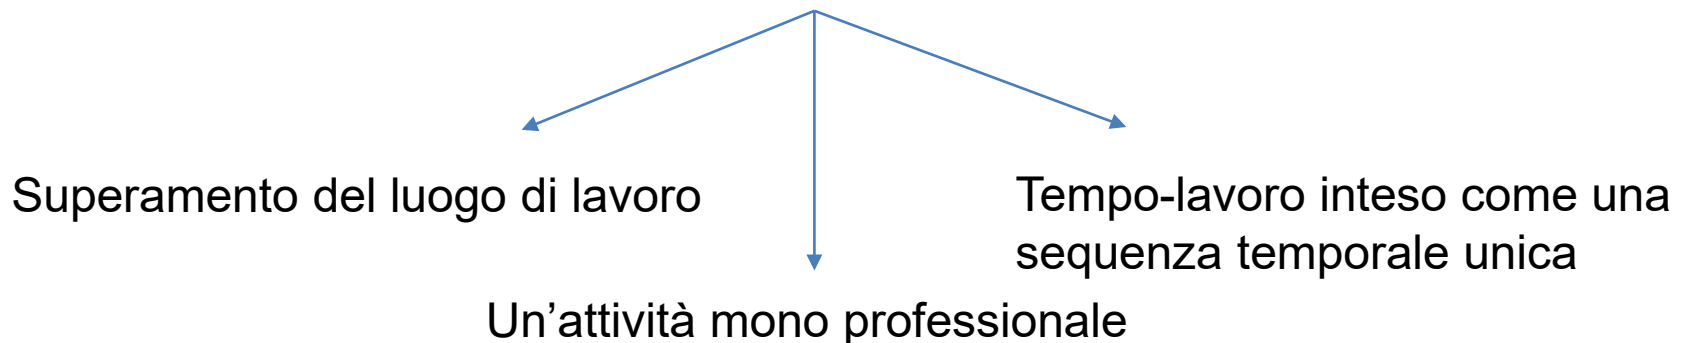 Superamento del luogo di lavoro
Tempo-lavoro inteso come una
sequenza temporale unica
Un’attività mono professionale